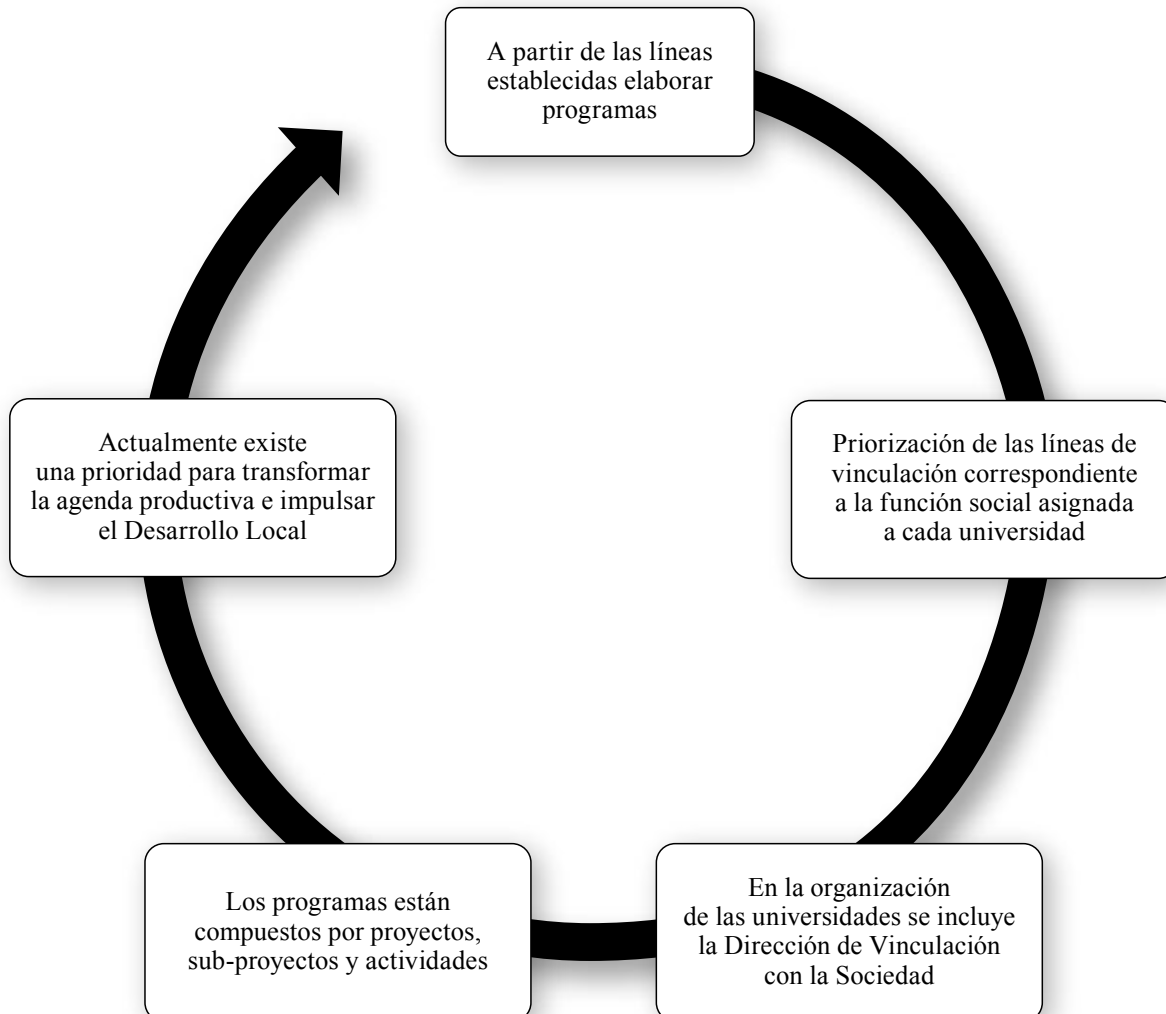 A partir de las líneas
establecidas elaborar
programas
Priorización de las líneas de
vinculación correspondiente
a la función social asignada
a cada universidad
En la organización
de las universidades se incluye
la Dirección de Vinculación
con la Sociedad
Los programas están
compuestos por proyectos,
sub-proyectos y actividades
Actualmente existe
una prioridad para transformar
la agenda productiva e impulsar
el Desarrollo Local